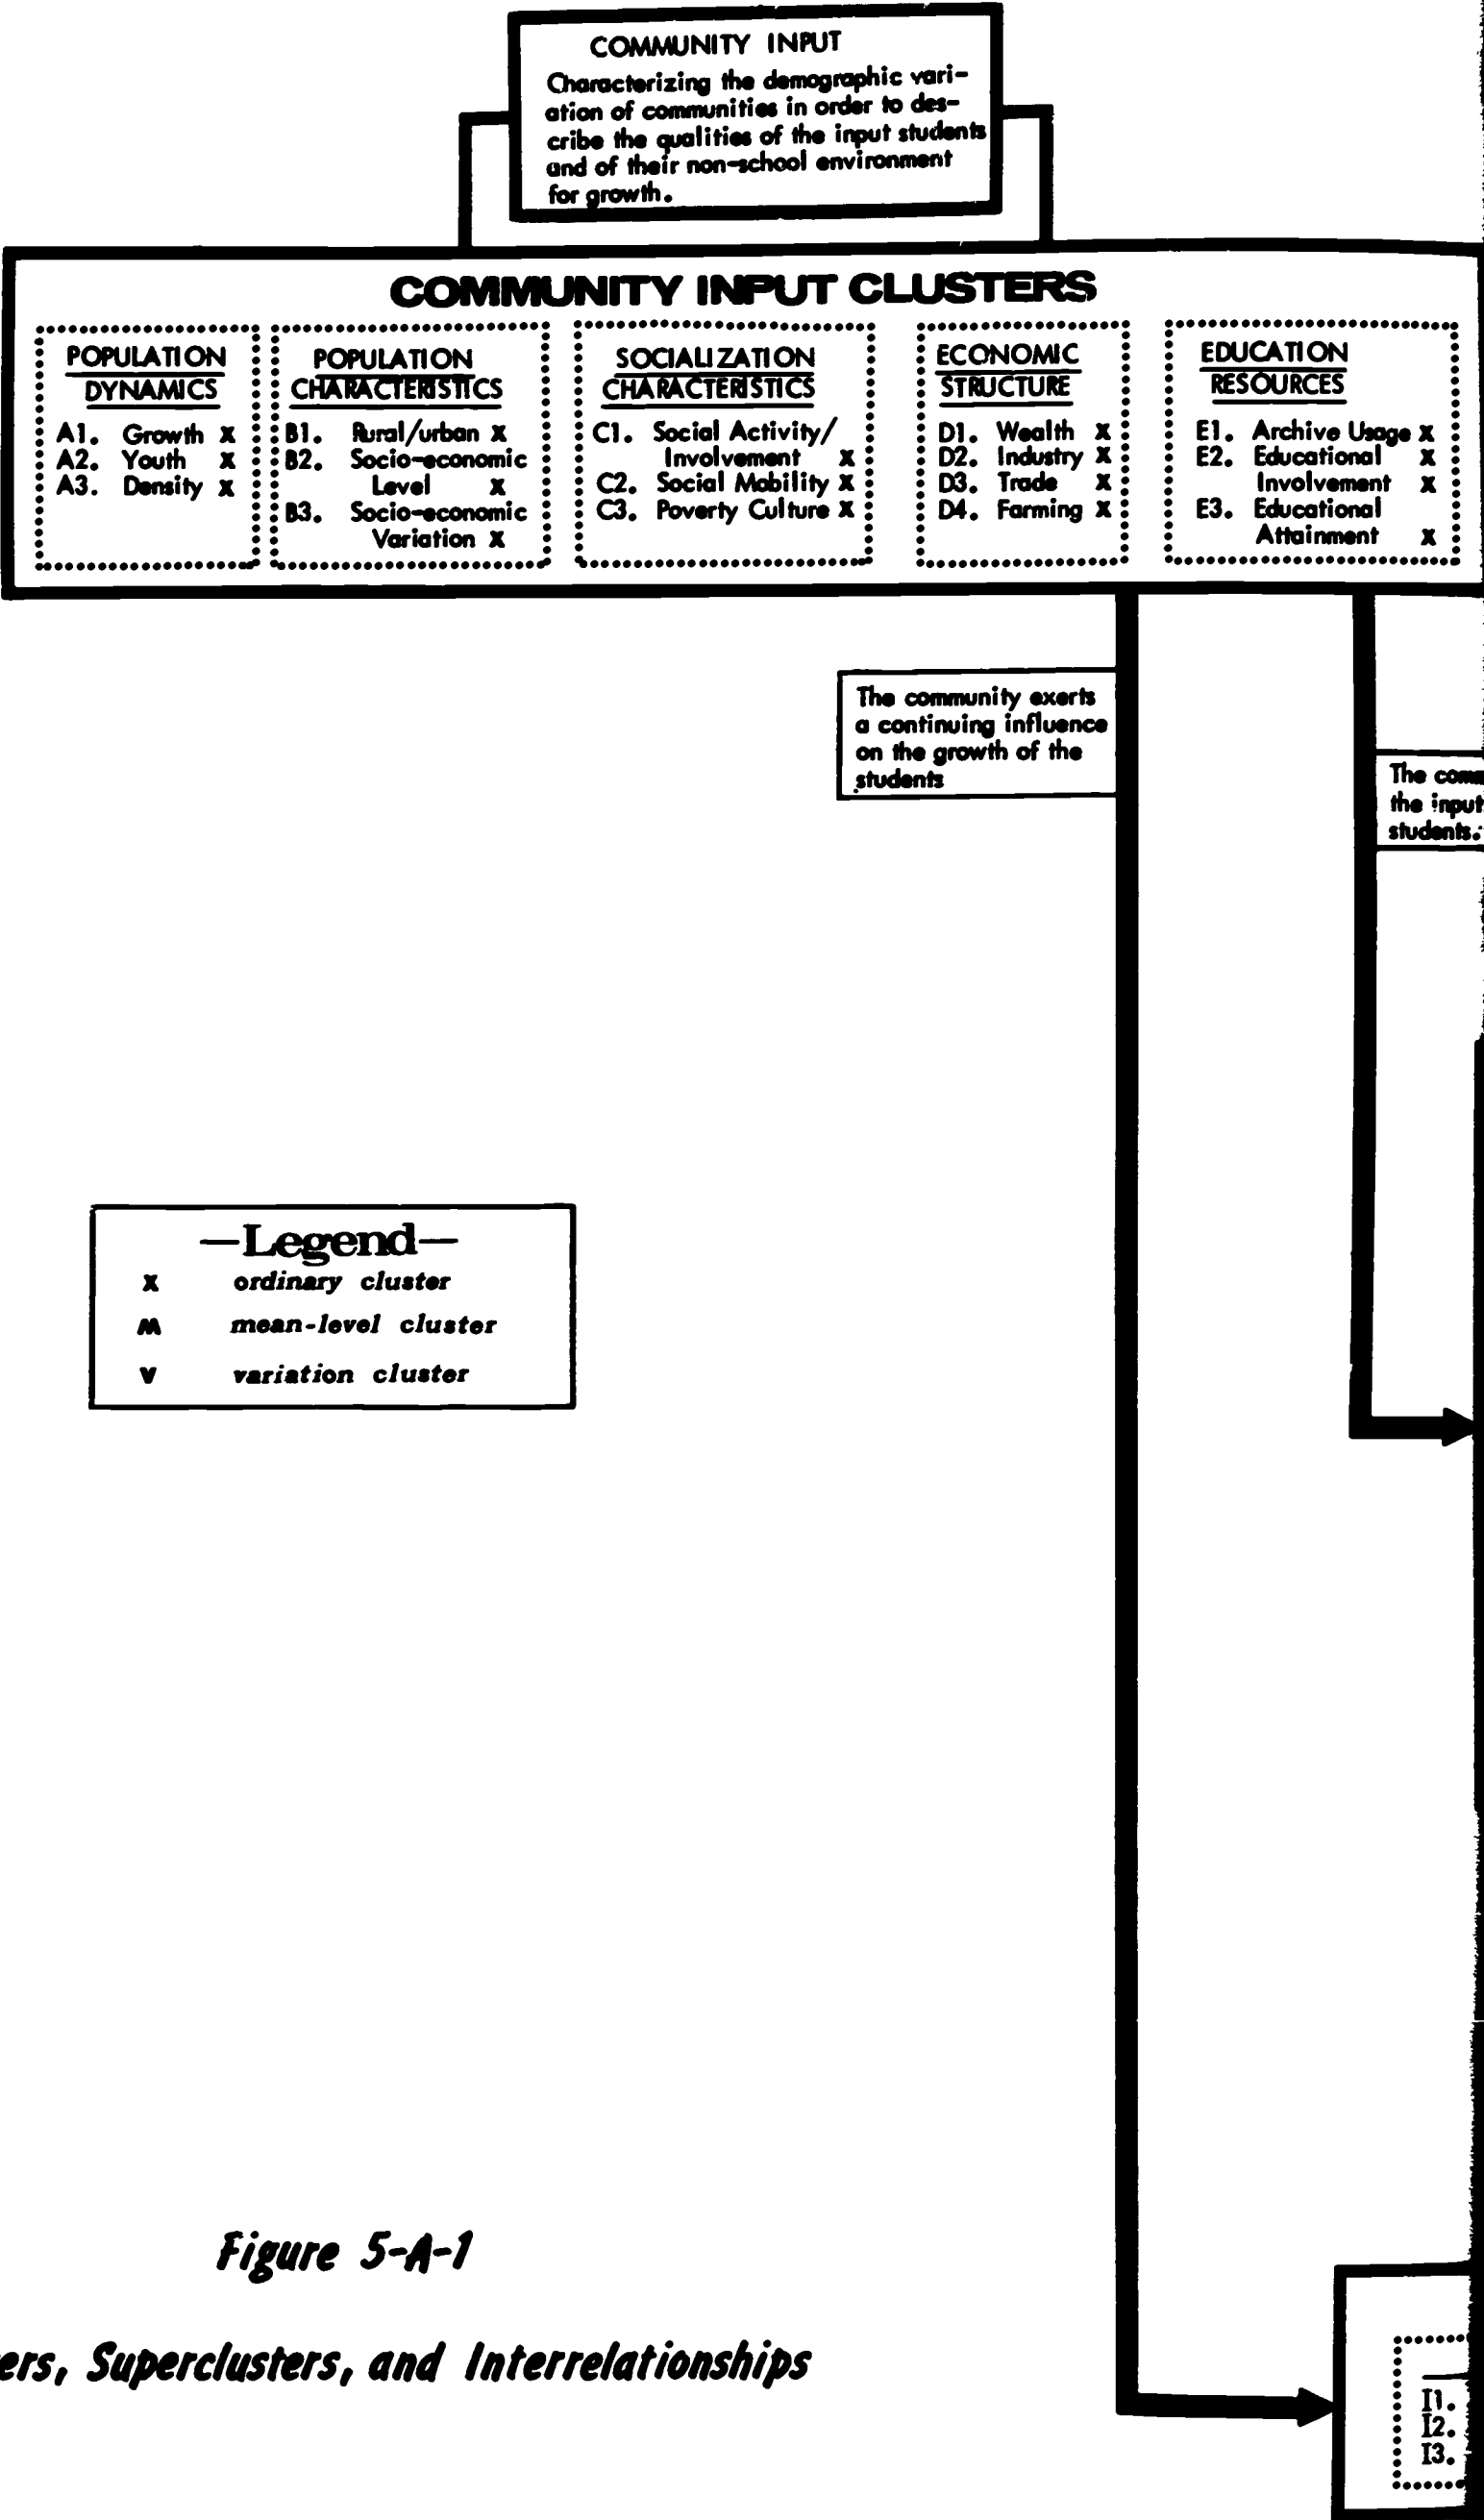 COMMUNITY INPUT
Characterizing the demographic vari-
ation of communities in order to des-
cribe the qualities of the input students
and of their non-school environment
for growth.
COMMUNITY INPUT CLUSTERS
POPULATION
DYNAMICS
A1. Growth X
A2. Youth X
A3. Density X
POPULATION
CHARACTERISTICS
B1. Rural/urban X
B2. Socio-economic
Level X
B3. Socio-economic
Variation X
SOCIALIZATION
CHARACTERISTICS
C1. Social Activity/
Involvement X
C2. Social Mobility X
C3. Poverty Culture X
ECONOMIC
STRUCTURE
D1. Wealth X
D2. Industry X
D3. Trade X
D4. Farming X
EDUCATION
RESOURCES
E1. Archive Usage X
E2. Educational X
Involvement X
E3. Educational
Attainment X
The community exerts
a continuing influence
on the growth of the
students
The com
the input
students.
—Legend—
X ordinary cluster
M mean-level cluster
V variation cluster
Figure 5-A-1
ers, Superclusters, and Interrelationships
I1.
I2.
I3.